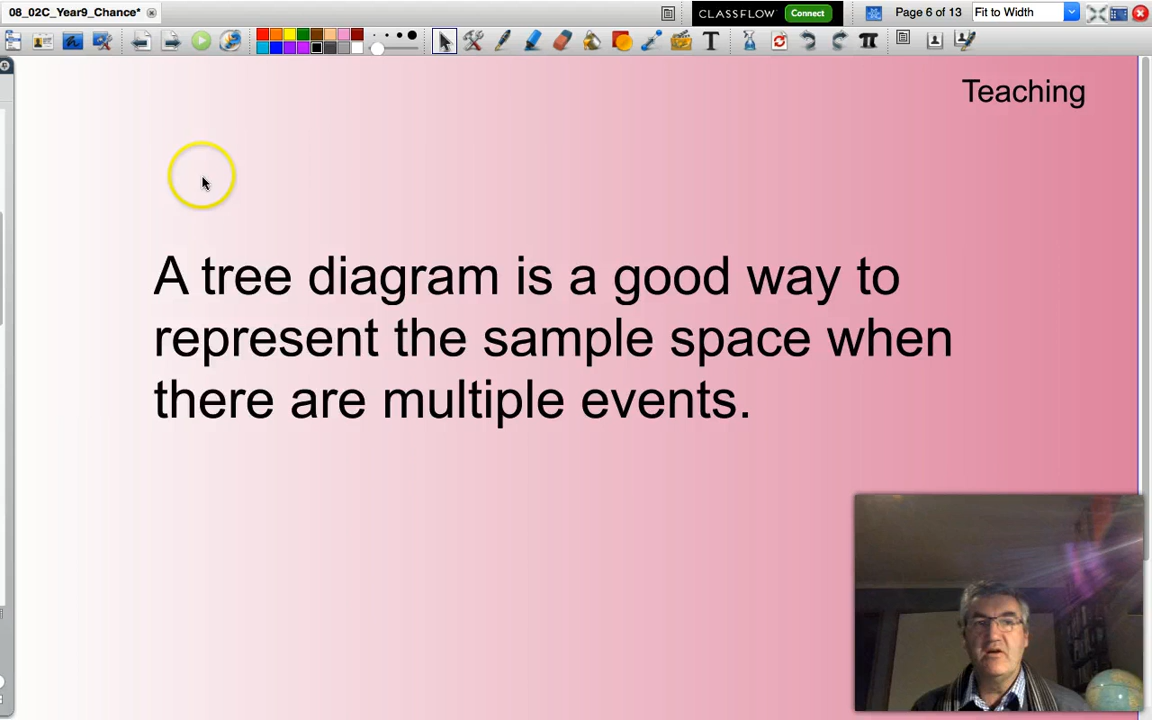 08_02C_Year9_Chance*
CLASSFLOW
Connect
Page 6 of 13
Fit to Width
Teaching
A tree diagram is a good way to
represent the sample space when
there are multiple events.